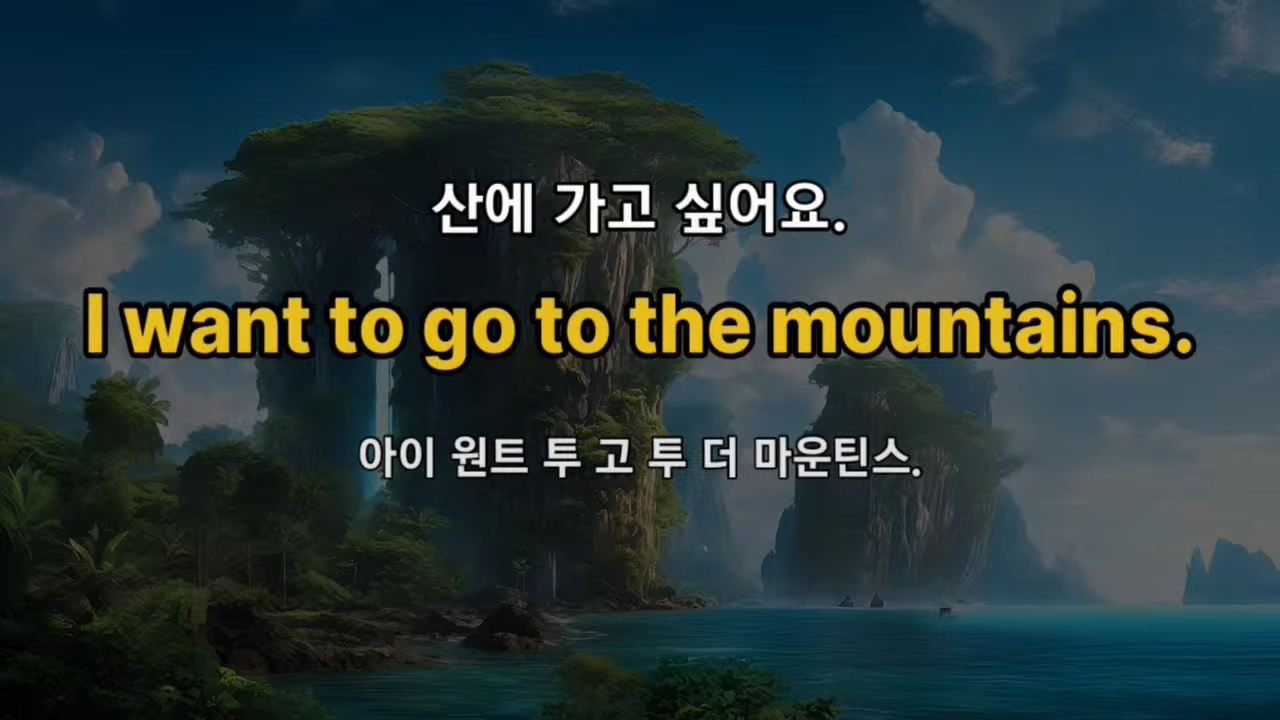 산에 가고 싶어요.
I want to go to the mountains.
아이 원트 투 고 투 더 마운틴스.